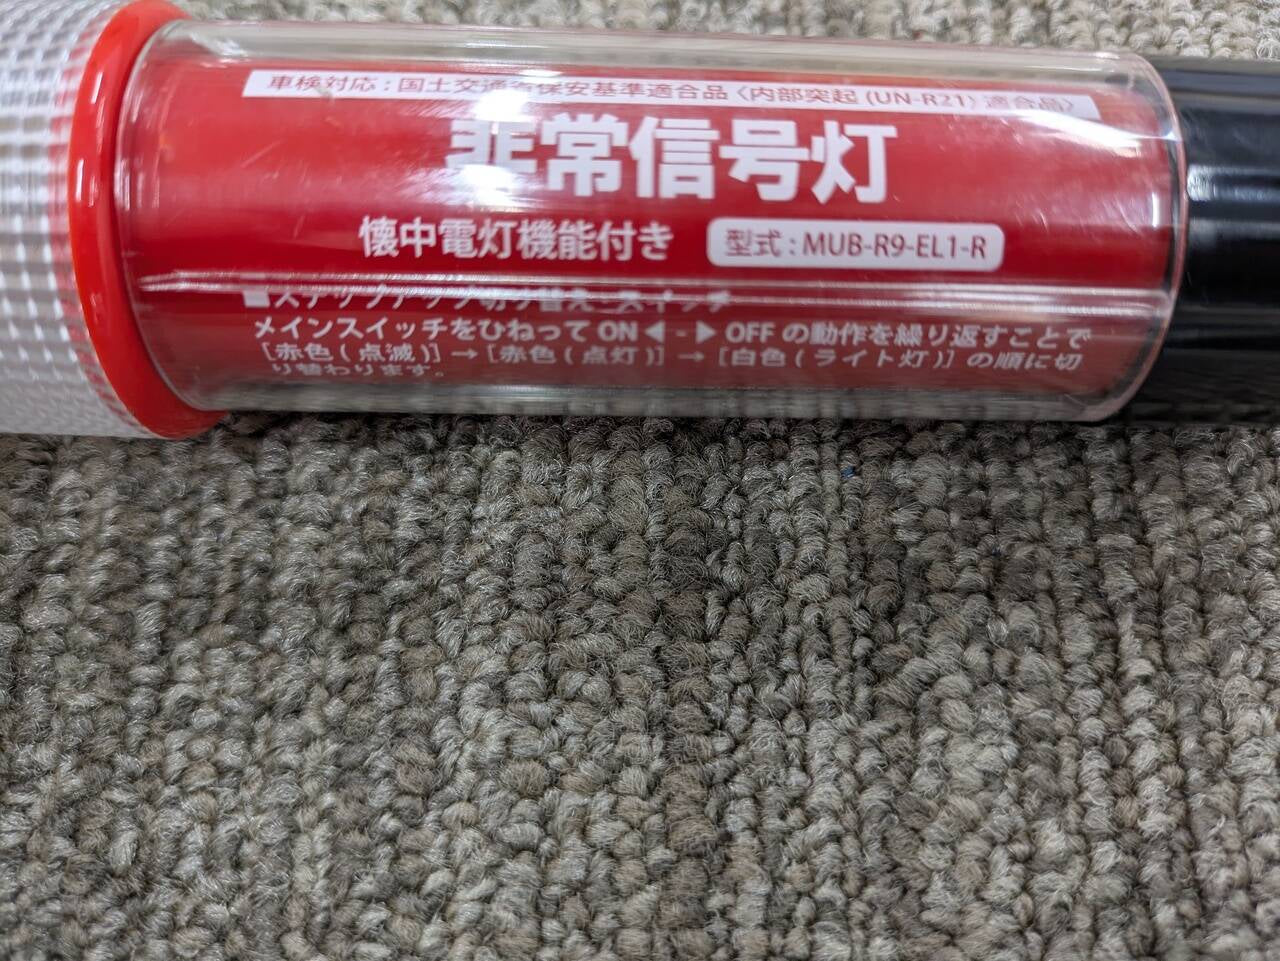 車検対応:国土交通省保安基準適合品〈内部突起(UN-R21)適合品〉
非常信号灯
懐中電灯機能付き
型式:MUB-R9-EL1-R
メインスイッチをひねって ON◀-▶OFF の動作を繰り返すことで
[赤色(点滅)]→[赤色(点灯)]→[白色(ライト灯)]の順に切
り替わります。